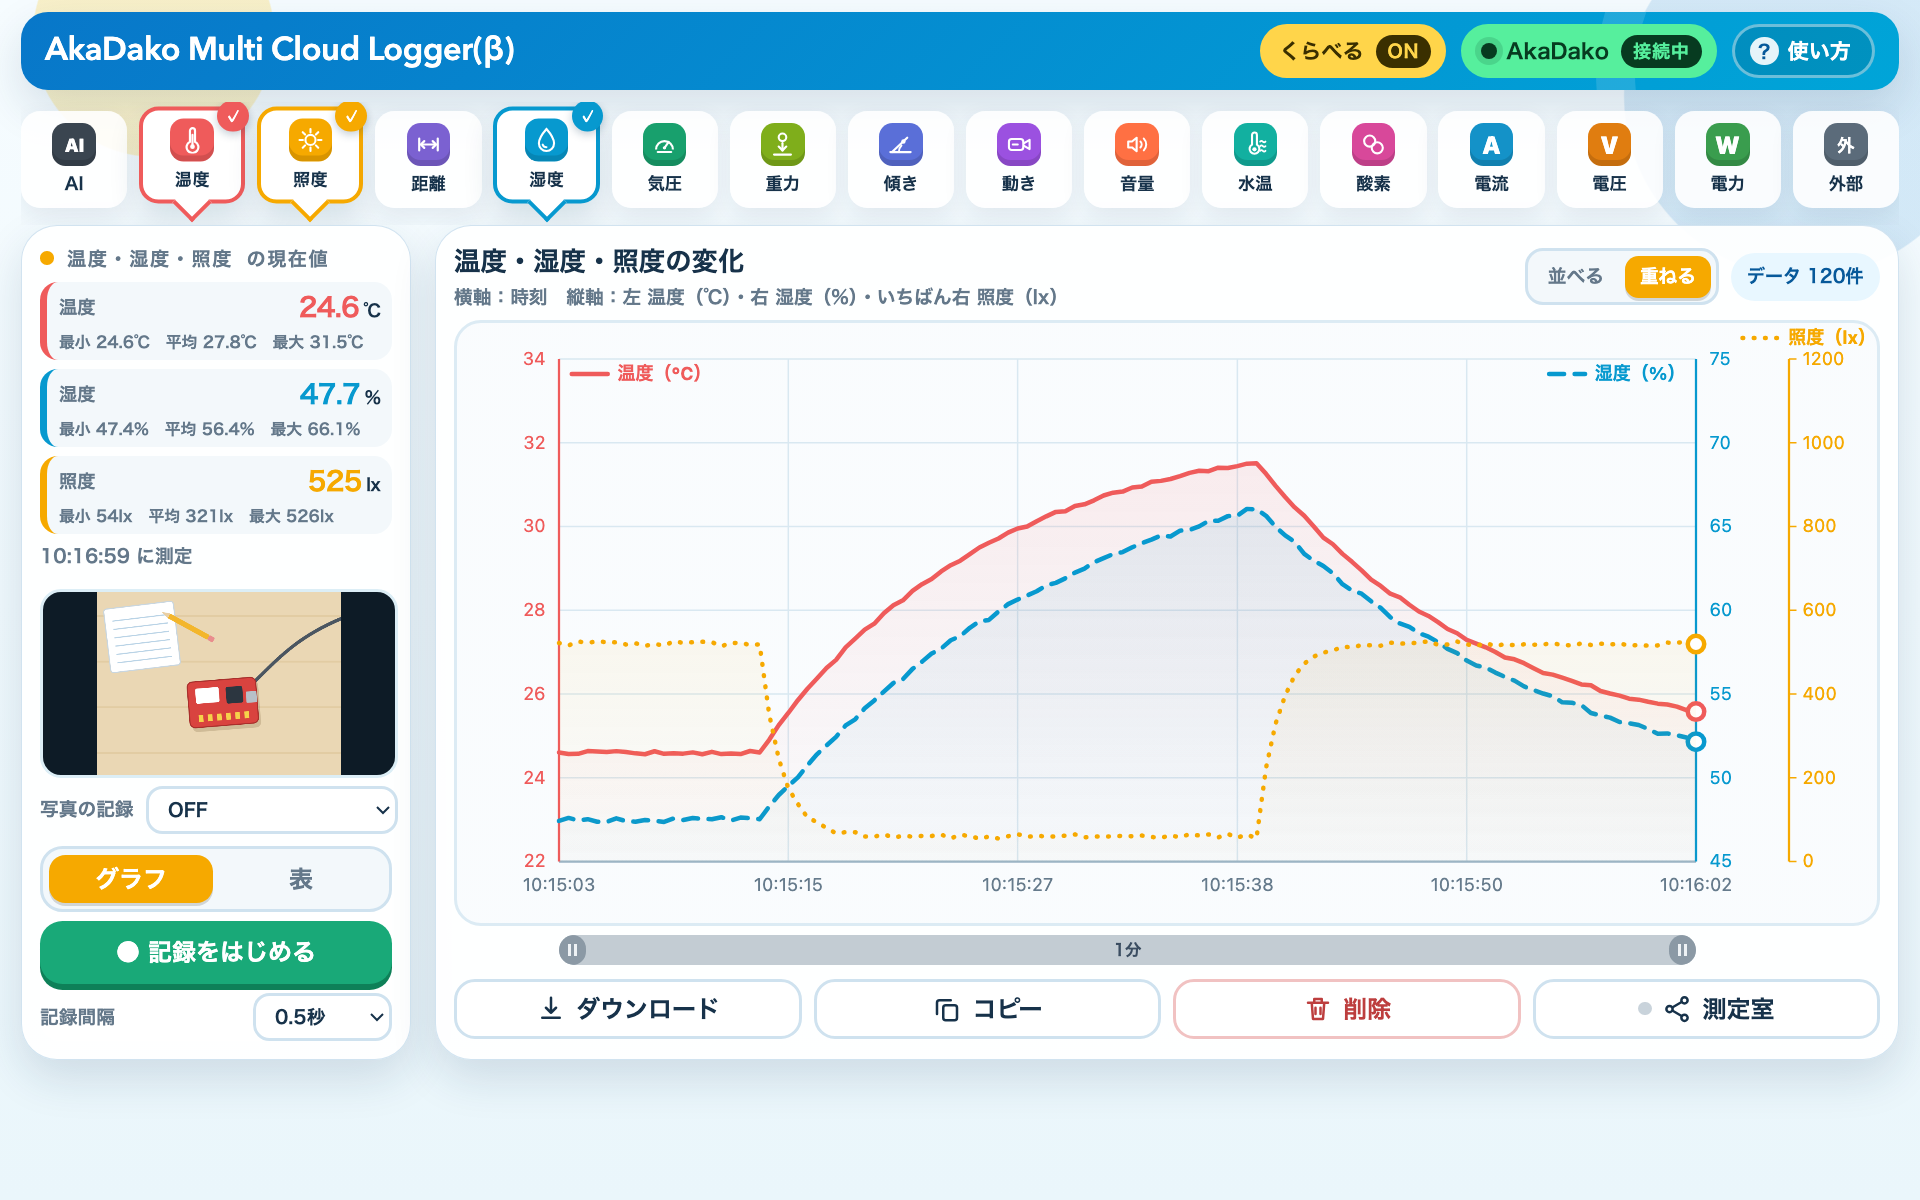 AkaDako Multi Cloud Logger(β)
くらべる ON
AkaDako 接続中
? 使い方
AI 温度 照度 距離 湿度 気圧 重力 傾き 動き 音量 水温 酸素 電流 電圧 電力 外部
AI A V W 外
温度・湿度・照度 の現在値
温度 24.6 ℃
最小 24.6℃ 平均 27.8℃ 最大 31.5℃
湿度 47.7 %
最小 47.4% 平均 56.4% 最大 66.1%
照度 525 lx
最小 54lx 平均 321lx 最大 526lx
10:16:59 に測定
写真の記録 OFF
グラフ 表
記録をはじめる
記録間隔 0.5秒
温度・湿度・照度の変化
横軸：時刻 縦軸：左 温度（℃）・右 湿度（%）・いちばん右 照度（lx）
並べる 重ねる データ 120件
照度（lx）
温度（°C） 湿度（%）
34 75 1200
32 70 1000
30 65 800
28 60 600
26 55 400
24 50 200
22 45 0
10:15:03 10:15:15 10:15:27 10:15:38 10:15:50 10:16:02
1分
ダウンロード コピー 削除 測定室